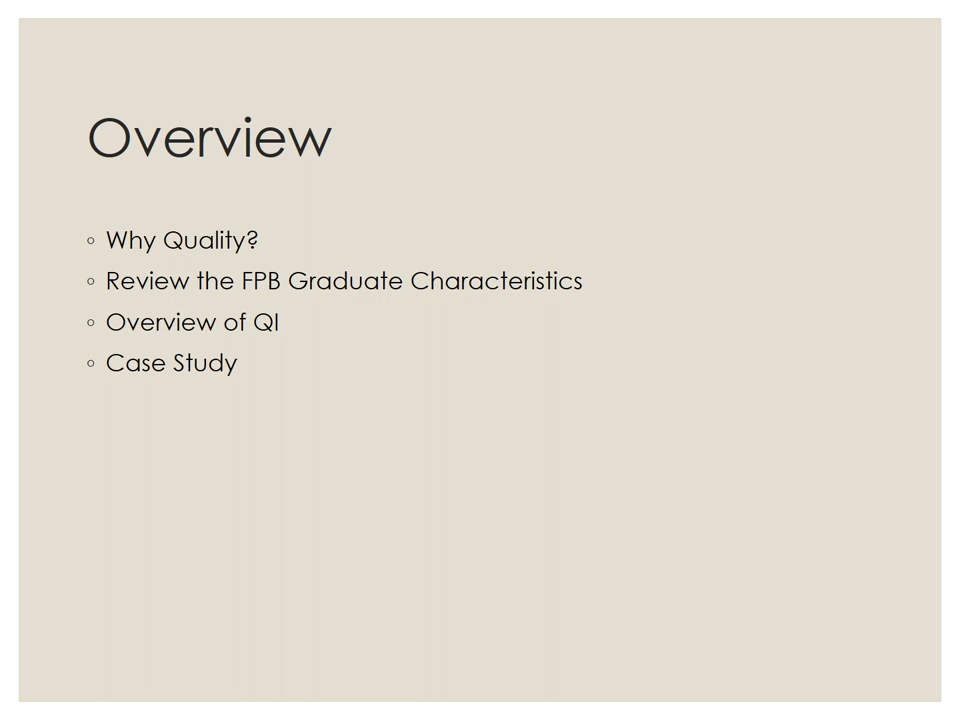 Overview
◦ Why Quality?
◦ Review the FPB Graduate Characteristics
◦ Overview of QI
◦ Case Study